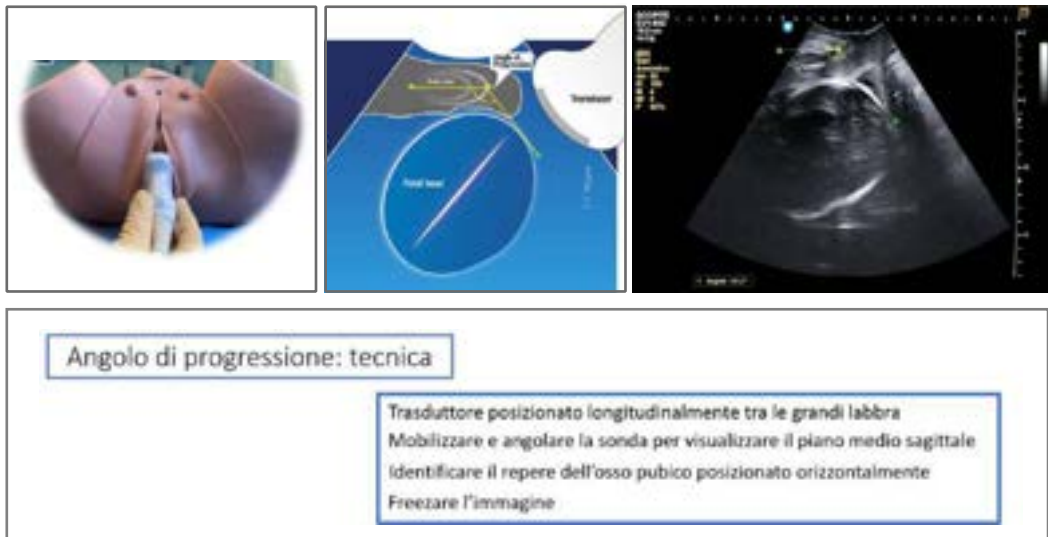 Transducer
Fetal head
Angolo di progressione: tecnica
Trasduttore posizionato longitudinalmente tra le grandi labbra
Mobilizzare e angolare la sonda per visualizzare il piano medio sagittale
Identificare il repere dell'osso pubico posizionato orizzontalmente
Freezare l'immagine